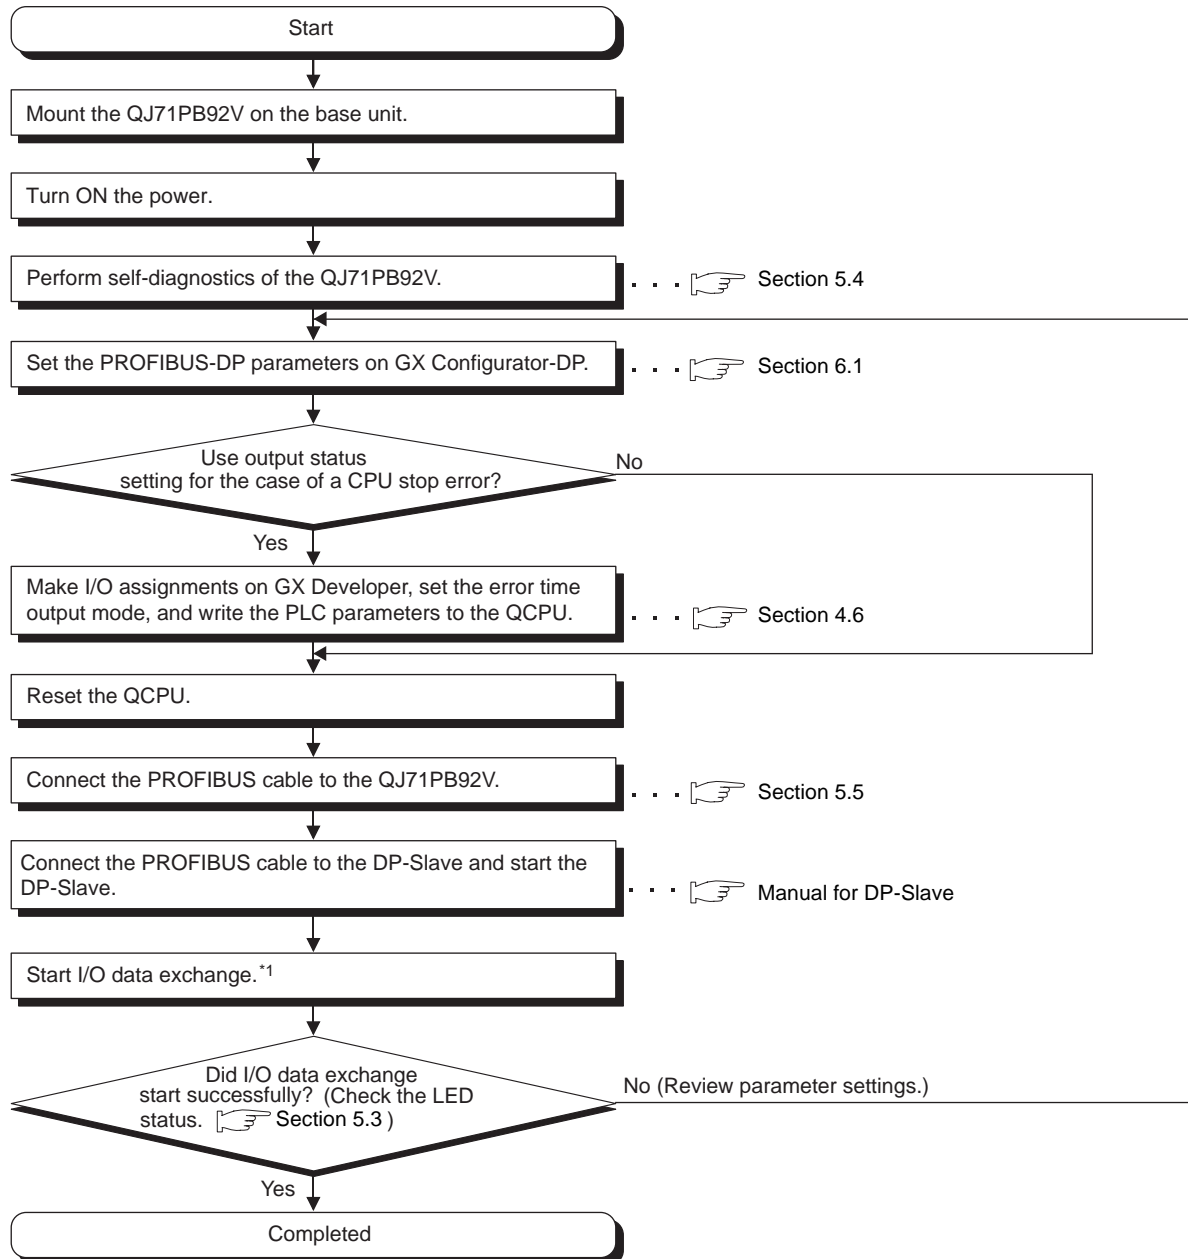 Start
Mount the QJ71PB92V on the base unit.
Turn ON the power.
Perform self-diagnostics of the QJ71PB92V.
Section 5.4
Set the PROFIBUS-DP parameters on GX Configurator-DP.
Section 6.1
Use output status
setting for the case of a CPU stop error?
No
Yes
Make I/O assignments on GX Developer, set the error time
output mode, and write the PLC parameters to the QCPU.
Section 4.6
Reset the QCPU.
Connect the PROFIBUS cable to the QJ71PB92V.
Section 5.5
Connect the PROFIBUS cable to the DP-Slave and start the
DP-Slave.
Manual for DP-Slave
Start I/O data exchange.*1
Did I/O data exchange
start successfully? (Check the LED
status. Section 5.3)
No (Review parameter settings.)
Yes
Completed